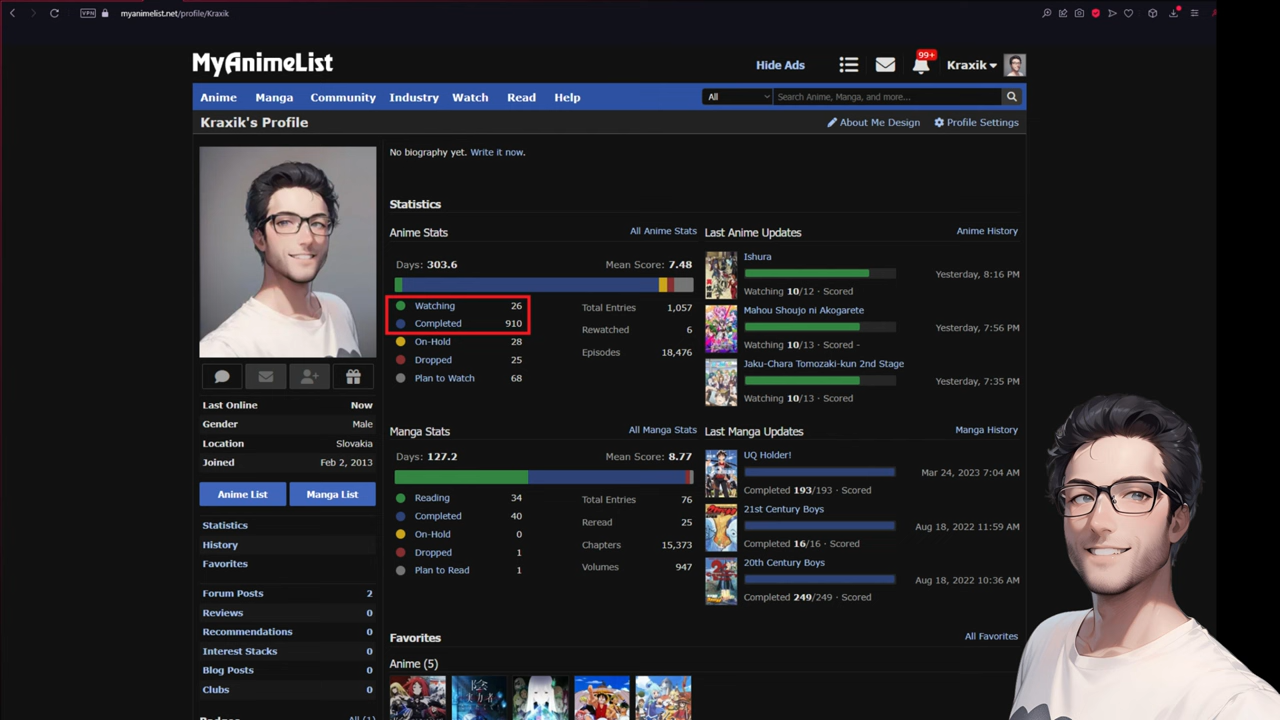 VPN myanimelist.net/profile/Kraxik
MyAnimeList
Hide Ads
99+
Kraxik
Anime Manga Community Industry Watch Read Help
All
Search Anime, Manga, and more...
Kraxik's Profile
About Me Design
Profile Settings
No biography yet. Write it now.
Statistics
Anime Stats
All Anime Stats
Days: 303.6
Mean Score: 7.48
Watching 26
Completed 910
On-Hold 28
Dropped 25
Plan to Watch 68
Total Entries 1,057
Rewatched 6
Episodes 18,476
Last Anime Updates
Anime History
Ishura
Yesterday, 8:16 PM
Watching 10/12 · Scored
Mahou Shoujo ni Akogarete
Yesterday, 7:56 PM
Watching 10/13 · Scored -
Jaku-Chara Tomozaki-kun 2nd Stage
Yesterday, 7:35 PM
Watching 10/13 · Scored
Last Online Now
Gender Male
Location Slovakia
Joined Feb 2, 2013
Anime List
Manga List
Statistics
History
Favorites
Forum Posts 2
Reviews 0
Recommendations 0
Interest Stacks 0
Blog Posts 0
Clubs 0
Badges All (1)
Manga Stats
All Manga Stats
Days: 127.2
Mean Score: 8.77
Reading 34
Completed 40
On-Hold 0
Dropped 1
Plan to Read 1
Total Entries 76
Reread 25
Chapters 15,373
Volumes 947
Last Manga Updates
Manga History
UQ Holder!
Mar 24, 2023 7:04 AM
Completed 193/193 · Scored
21st Century Boys
Aug 18, 2022 11:59 AM
Completed 16/16 · Scored
20th Century Boys
Aug 18, 2022 10:36 AM
Completed 249/249 · Scored
Favorites
All Favorites
Anime (5)